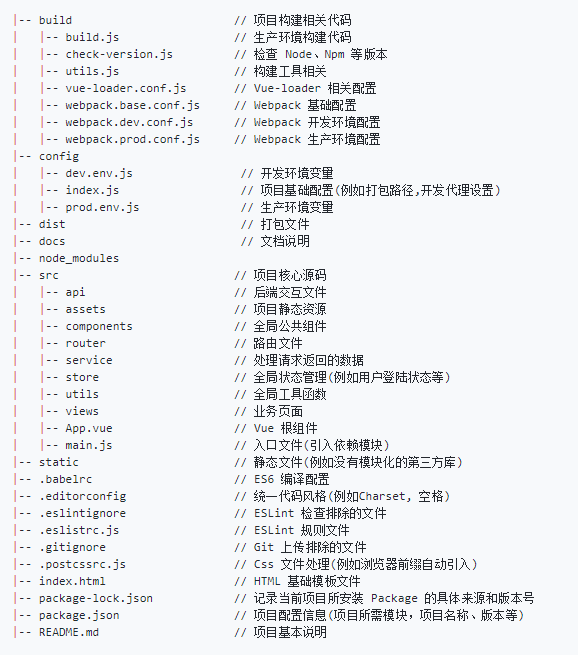 |-- build                        // 项目构建相关代码
|   |-- build.js                 // 生产环境构建代码
|   |-- check-version.js         // 检查 Node、Npm 等版本
|   |-- utils.js                 // 构建工具相关
|   |-- vue-loader.conf.js       // Vue-loader 相关配置
|   |-- webpack.base.conf.js     // Webpack 基础配置
|   |-- webpack.dev.conf.js      // Webpack 开发环境配置
|   |-- webpack.prod.conf.js     // Webpack 生产环境配置
|-- config
|   |-- dev.env.js                // 开发环境变量
|   |-- index.js                  // 项目基础配置(例如打包路径,开发代理设置)
|   |-- prod.env.js               // 生产环境变量
|-- dist                          // 打包文件
|-- docs                          // 文档说明
|-- node_modules
|-- src                          // 项目核心源码
|   |-- api                      // 后端交互文件
|   |-- assets                   // 项目静态资源
|   |-- components               // 全局公共组件
|   |-- router                   // 路由文件
|   |-- service                  // 处理请求返回的数据
|   |-- store                    // 全局状态管理(例如用户登陆状态等)
|   |-- utils                    // 全局工具函数
|   |-- views                    // 业务页面
|   |-- App.vue                  // Vue 根组件
|   |-- main.js                  // 入口文件(引入依赖模块)
|-- static                       // 静态文件(例如没有模块化的第三方库)
|-- .babelrc                     // ES6 编译配置
|-- .editorconfig                // 统一代码风格(例如Charset, 空格)
|-- .eslintignore                // ESLint 检查排除的文件
|-- .eslistrc.js                 // ESLint 规则文件
|-- .gitignore                   // Git 上传排除的文件
|-- .postcssrc.js                // Css 文件处理(例如浏览器前缀自动引入)
|-- index.html                   // HTML 基础模板文件
|-- package-lock.json            // 记录当前项目所安装 Package 的具体来源和版本号
|-- package.json                 // 项目配置信息(项目所需模块，项目名称、版本等)
|-- README.md                    // 项目基本说明